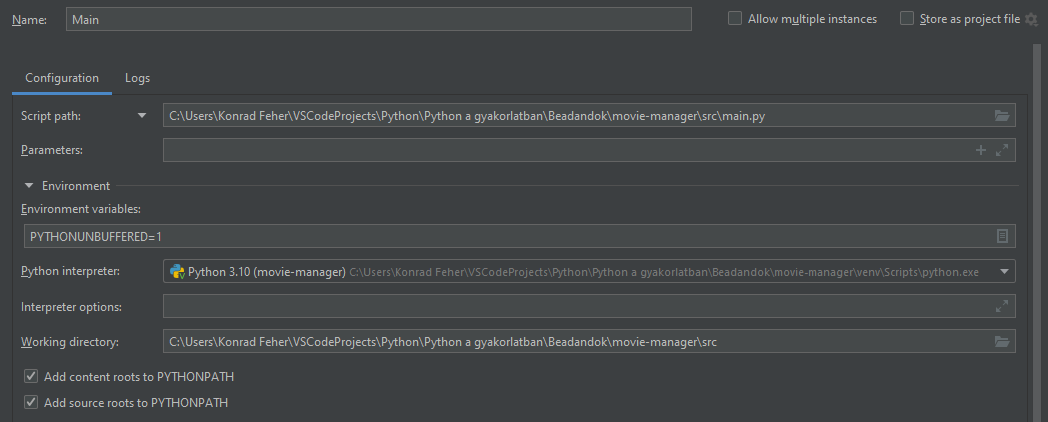 Name: Main Allow multiple instances Store as project file
Configuration Logs
Script path: C:\Users\Konrad Feher\VSCodeProjects\Python\Python a gyakorlatban\Beadandok\movie-manager\src\main.py
Parameters:
Environment
Environment variables:
PYTHONUNBUFFERED=1
Python interpreter: Python 3.10 (movie-manager) C:\Users\Konrad Feher\VSCodeProjects\Python\Python a gyakorlatban\Beadandok\movie-manager\venv\Scripts\python.exe
Interpreter options:
Working directory: C:\Users\Konrad Feher\VSCodeProjects\Python\Python a gyakorlatban\Beadandok\movie-manager\src
Add content roots to PYTHONPATH
Add source roots to PYTHONPATH